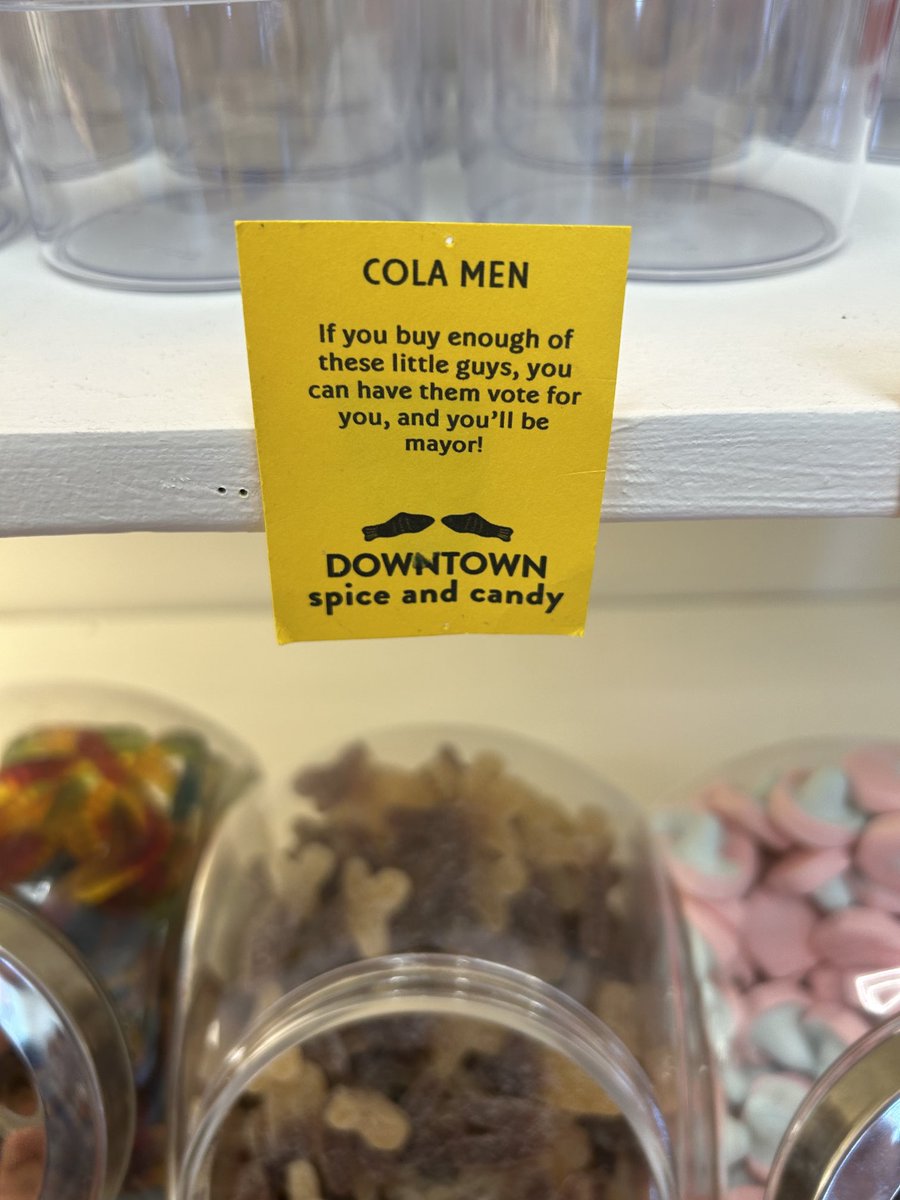 COLA MEN
If you buy enough of
these little guys, you
can have them vote for
you, and you'll be
mayor!
DOWNTOWN
spice and candy